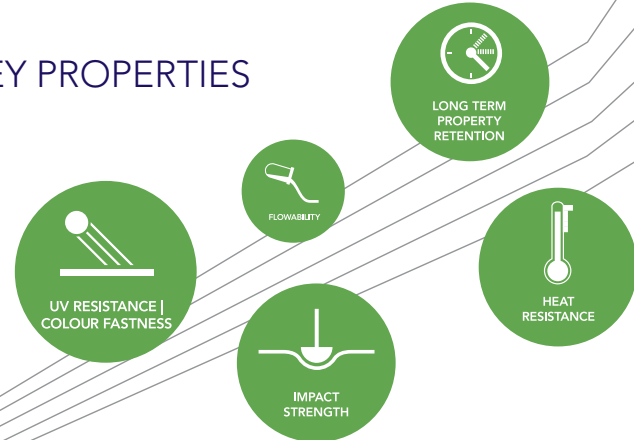 EY PROPERTIES
LONG TERM
PROPERTY
RETENTION
FLOWABILITY
UV RESISTANCE |
COLOUR FASTNESS
HEAT
RESISTANCE
IMPACT
STRENGTH